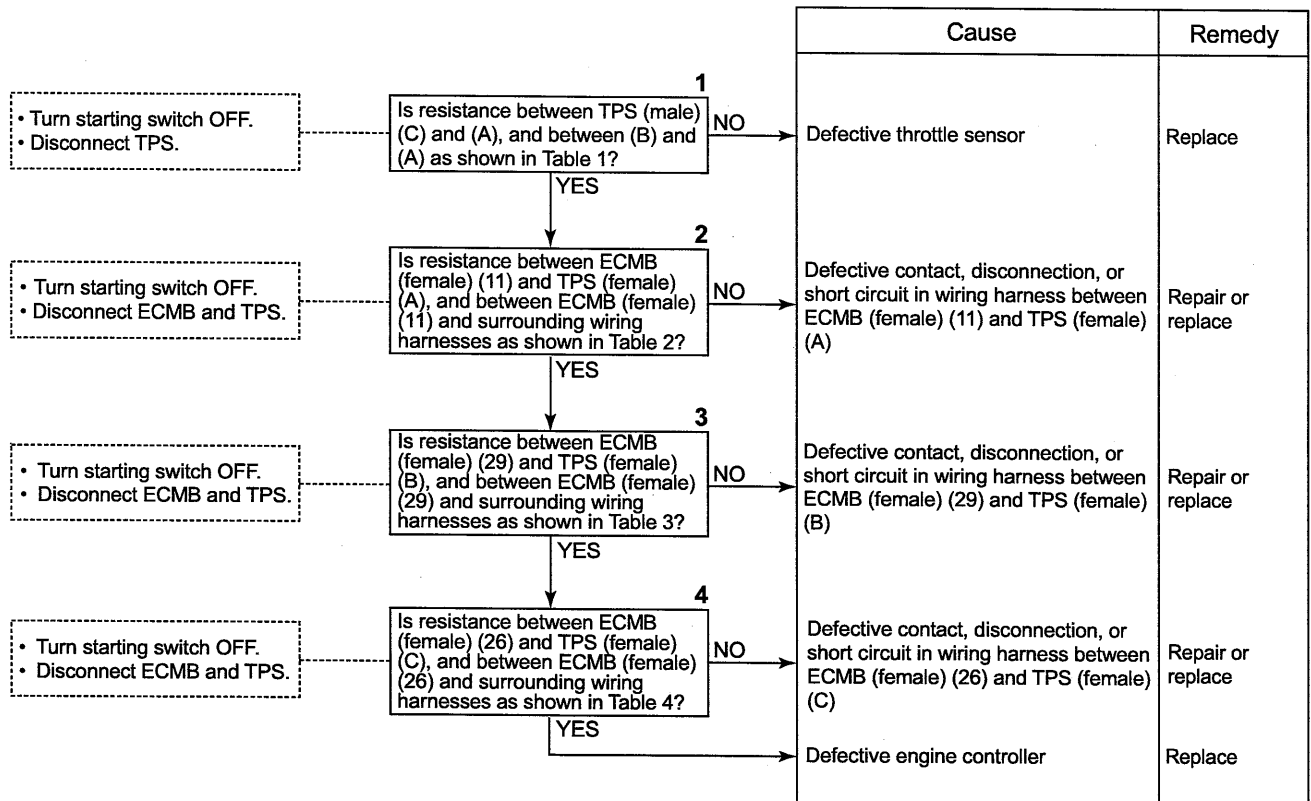 Cause
Remedy
1
• Turn starting switch OFF.
• Disconnect TPS.
Is resistance between TPS (male)
(C) and (A), and between (B) and
(A) as shown in Table 1?
NO
Defective throttle sensor
Replace
YES
2
• Turn starting switch OFF.
• Disconnect ECMB and TPS.
Is resistance between ECMB
(female) (11) and TPS (female)
(A), and between ECMB (female)
(11) and surrounding wiring
harnesses as shown in Table 2?
NO
Defective contact, disconnection, or
short circuit in wiring harness between
ECMB (female) (11) and TPS (female)
(A)
Repair or
replace
YES
3
• Turn starting switch OFF.
• Disconnect ECMB and TPS.
Is resistance between ECMB
(female) (29) and TPS (female)
(B), and between ECMB (female)
(29) and surrounding wiring
harnesses as shown in Table 3?
NO
Defective contact, disconnection, or
short circuit in wiring harness between
ECMB (female) (29) and TPS (female)
(B)
Repair or
replace
YES
4
• Turn starting switch OFF.
• Disconnect ECMB and TPS.
Is resistance between ECMB
(female) (26) and TPS (female)
(C), and between ECMB (female)
(26) and surrounding wiring
harnesses as shown in Table 4?
NO
Defective contact, disconnection, or
short circuit in wiring harness between
ECMB (female) (26) and TPS (female)
(C)
Repair or
replace
YES
Defective engine controller
Replace